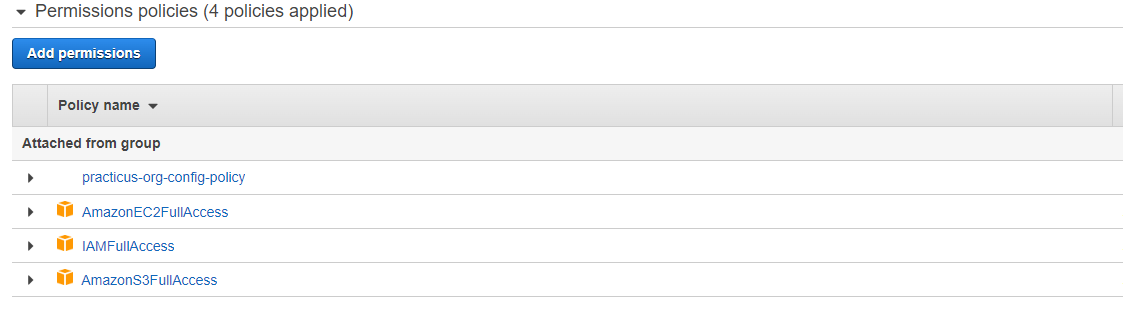 Permissions policies (4 policies applied)
Add permissions
Policy name
Attached from group
practicus-org-config-policy
AmazonEC2FullAccess
IAMFullAccess
AmazonS3FullAccess